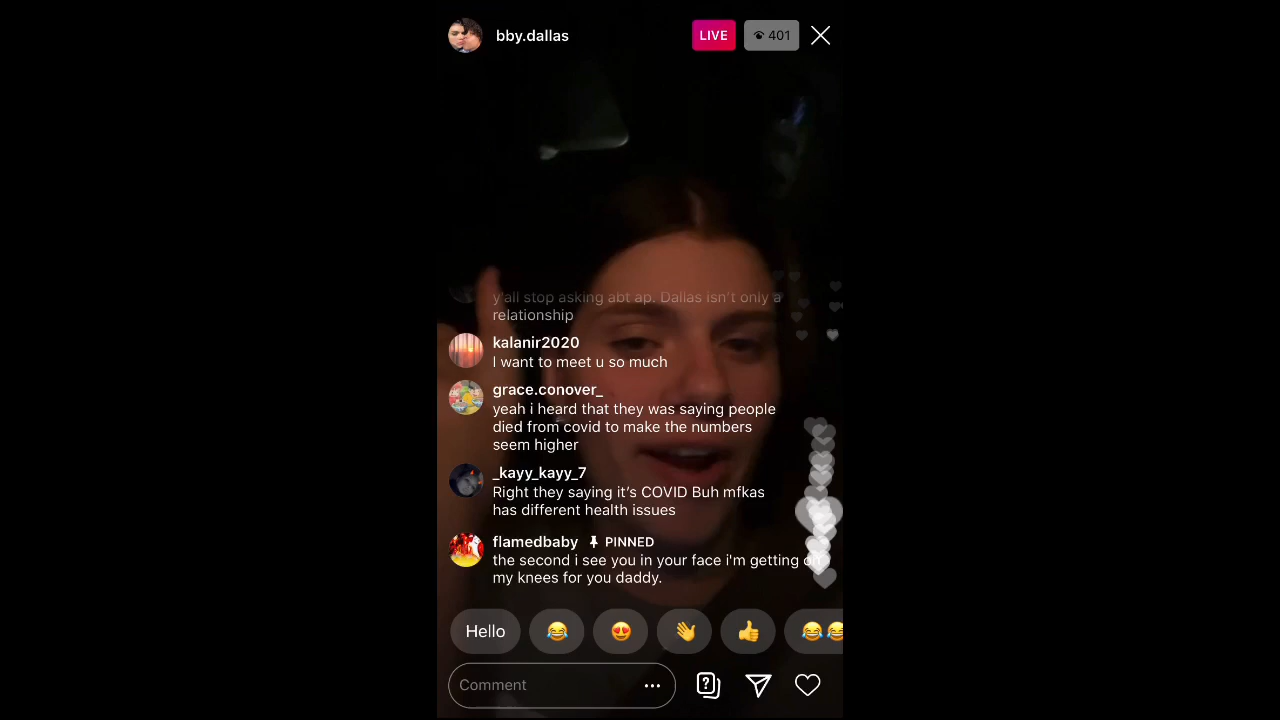 bby.dallas
LIVE
401
y'all stop asking abt ap. Dallas isn't only a
relationship
kalanir2020
I want to meet u so much
grace.conover_
yeah i heard that they was saying people
died from covid to make the numbers
seem higher
_kayy_kayy_7
Right they saying it's COVID Buh mfkas
has different health issues
flamedbaby PINNED
the second i see you in your face i'm getting on
my knees for you daddy.
Hello
Comment